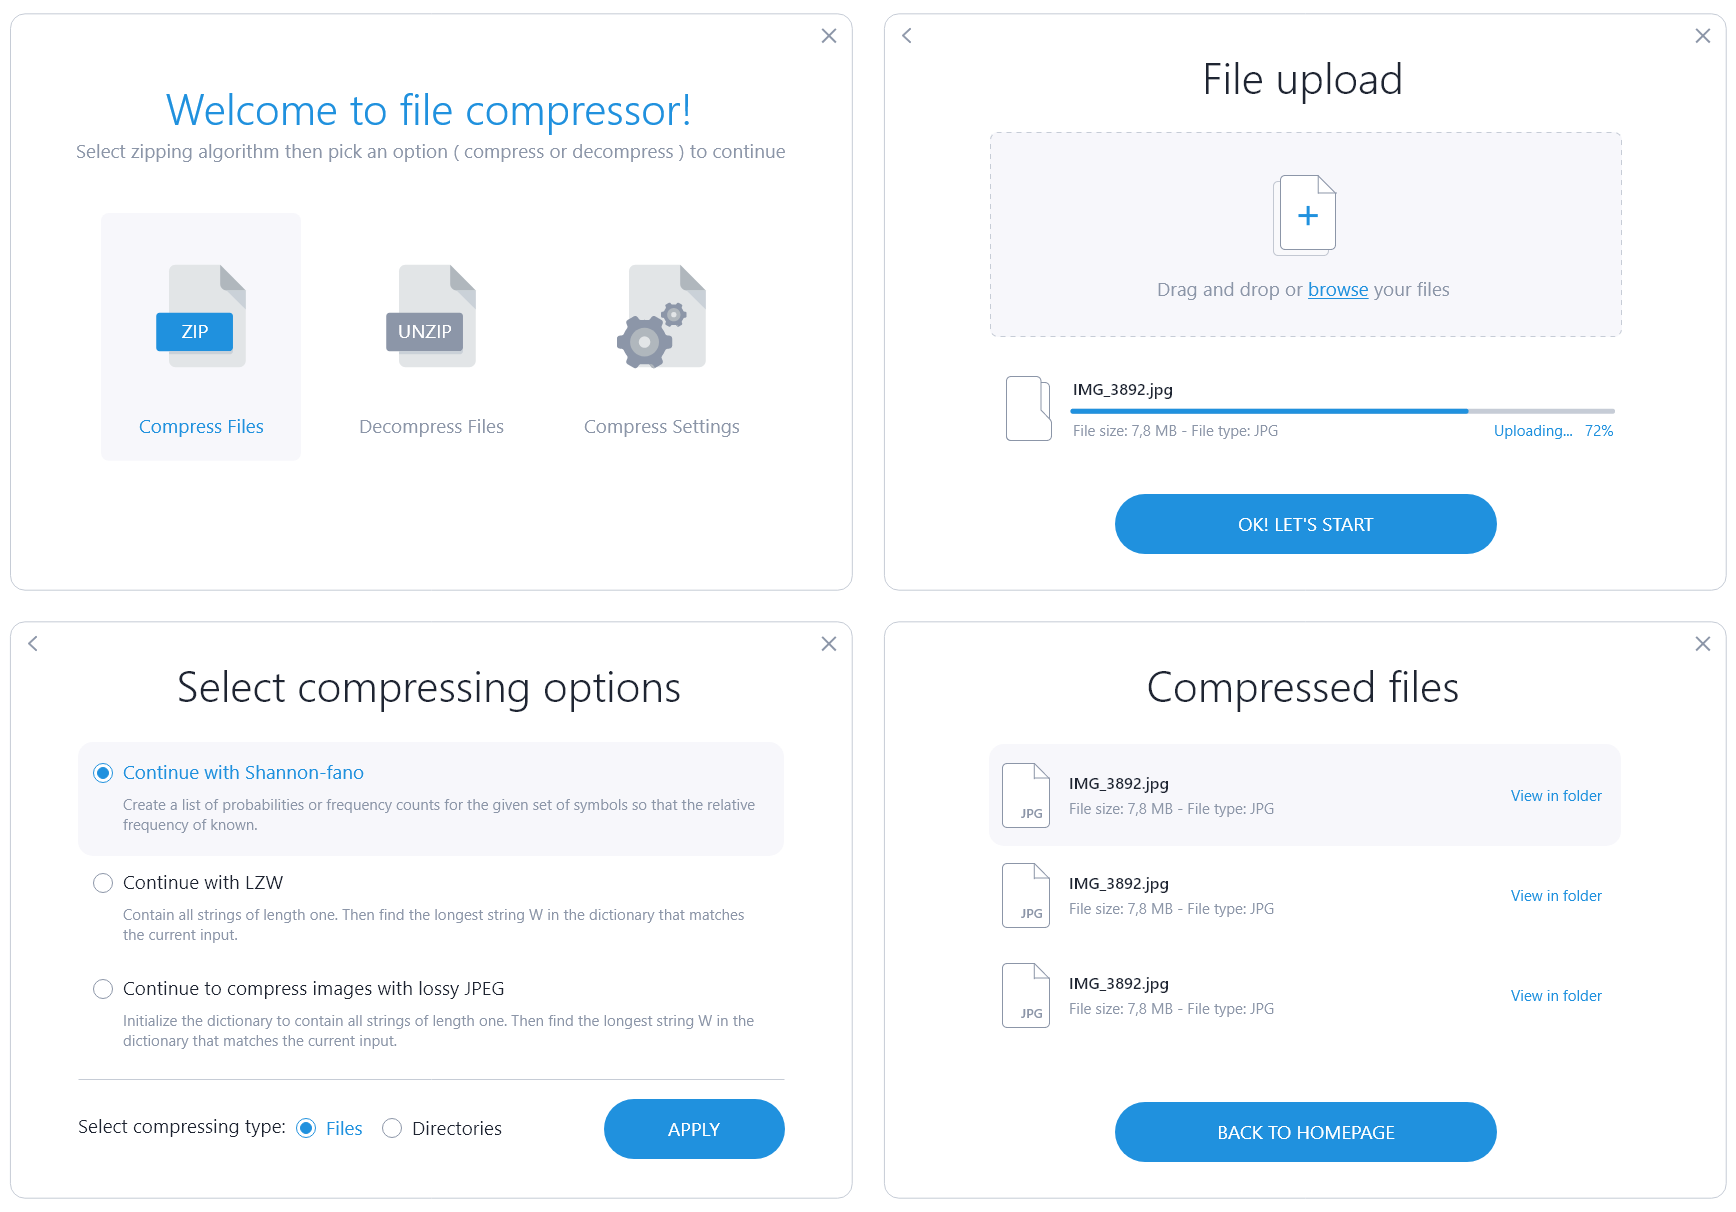 Welcome to file compressor!
Select zipping algorithm then pick an option ( compress or decompress ) to continue
ZIP
UNZIP
Compress Files
Decompress Files
Compress Settings
File upload
Drag and drop or browse your files
IMG_3892.jpg
File size: 7,8 MB - File type: JPG
Uploading... 72%
OK! LET'S START
Select compressing options
Continue with Shannon-fano
Create a list of probabilities or frequency counts for the given set of symbols so that the relative
frequency of known.
Continue with LZW
Contain all strings of length one. Then find the longest string W in the dictionary that matches
the current input.
Continue to compress images with lossy JPEG
Initialize the dictionary to contain all strings of length one. Then find the longest string W in the
dictionary that matches the current input.
Select compressing type:
Files
Directories
APPLY
Compressed files
JPG
IMG_3892.jpg
File size: 7,8 MB - File type: JPG
View in folder
JPG
IMG_3892.jpg
File size: 7,8 MB - File type: JPG
View in folder
JPG
IMG_3892.jpg
File size: 7,8 MB - File type: JPG
View in folder
BACK TO HOMEPAGE